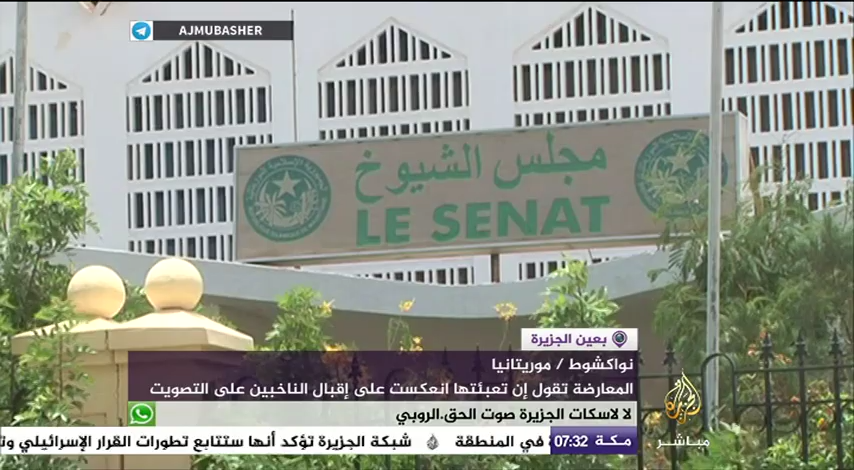 AJMUBASHER
مجلس الشيوخ
LE SENAT
بعين الجزيرة
نواكشوط / موريتانيا
المعارضة تقول إن تعبئتها انعكست على إقبال الناخبين على التصويت
لا لاسكات الجزيرة صوت الحق.الروبي
مكة 07:32 في المنطقة شبكة الجزيرة تؤكد أنها ستتابع تطورات القرار الإسرائيلي
الجزيرة
مباشر